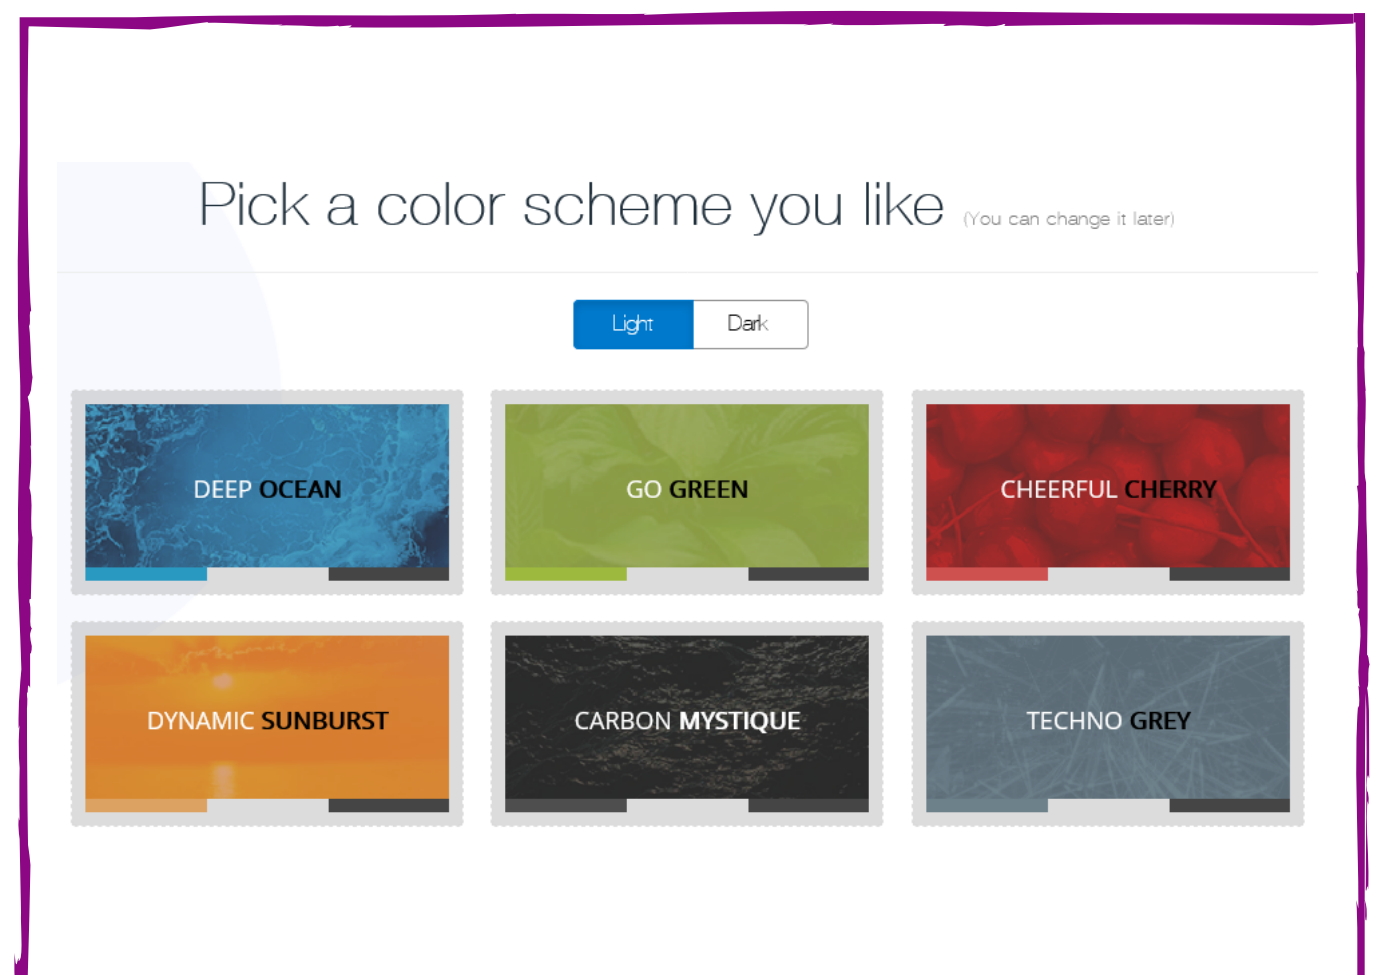 Pick a color scheme you like (You can change it later)
Light Dark
DEEP OCEAN
GO GREEN
CHEERFUL CHERRY
DYNAMIC SUNBURST
CARBON MYSTIQUE
TECHNO GREY